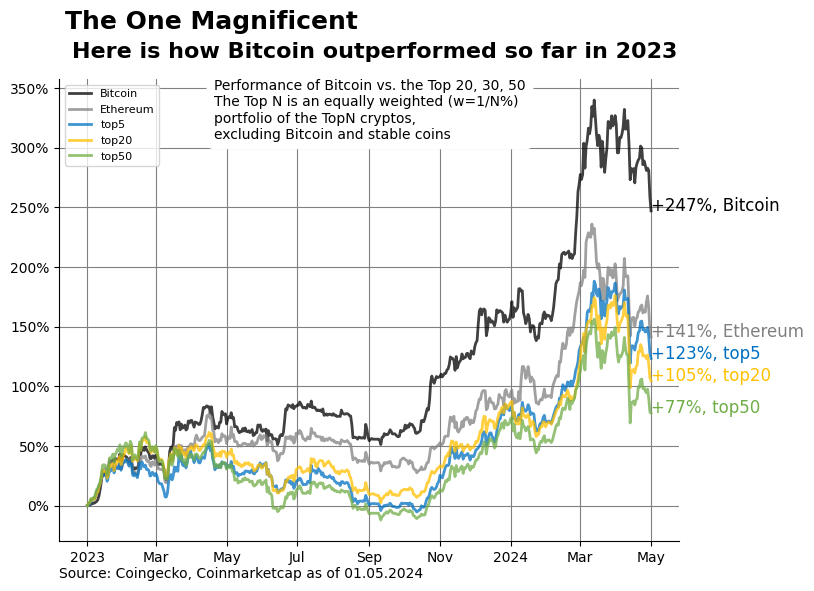 The One Magnificent
Here is how Bitcoin outperformed so far in 2023
Performance of Bitcoin vs. the Top 20, 30, 50
The Top N is an equally weighted (w=1/N%)
portfolio of the TopN cryptos,
excluding Bitcoin and stable coins
Bitcoin
Ethereum
top5
top20
top50
350%
300%
250%
200%
150%
100%
50%
0%
+247%, Bitcoin
+141%, Ethereum
+123%, top5
+105%, top20
+77%, top50
2023 Mar May Jul Sep Nov 2024 Mar May
Source: Coingecko, Coinmarketcap as of 01.05.2024